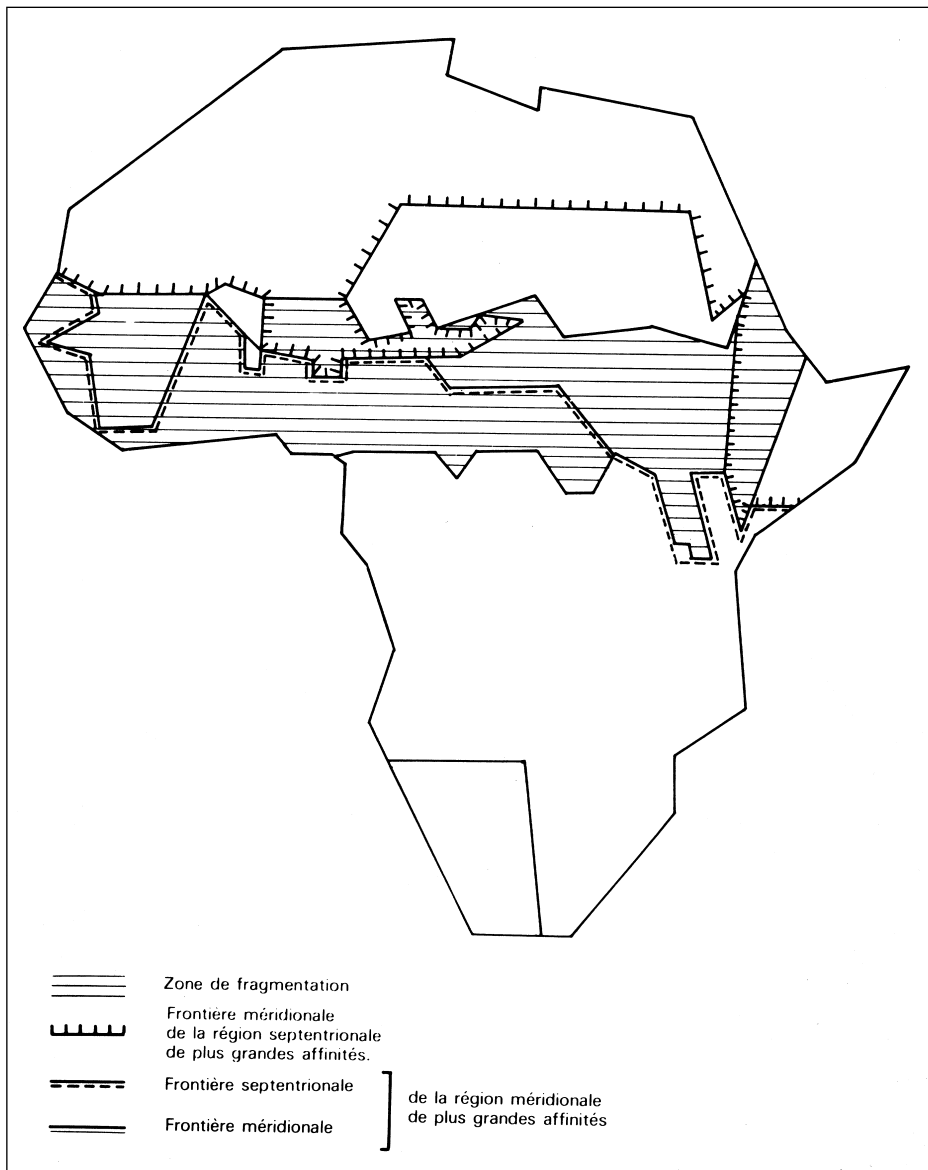 Zone de fragmentation
Frontière méridionale
de la région septentrionale
de plus grandes affinités.
Frontière septentrionale
Frontière méridionale
de la région méridionale
de plus grandes affinités